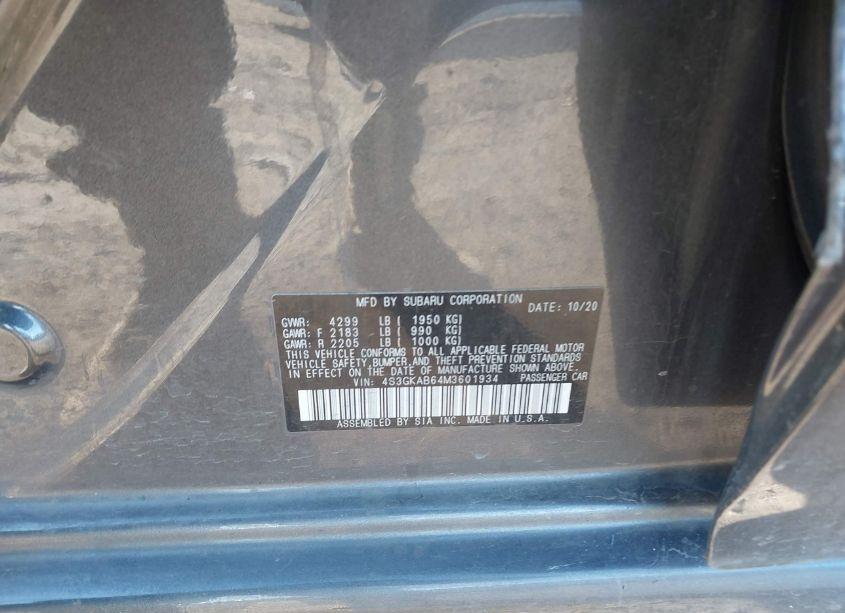 MFD BY SUBARU CORPORATION DATE: 10/20
GVWR: 4299 LB ( 1950 KG)
GAWR: F 2183 LB ( 990 KG)
GAWR: R 2205 LB ( 1000 KG)
THIS VEHICLE CONFORMS TO ALL APPLICABLE FEDERAL MOTOR
VEHICLE SAFETY, BUMPER, AND THEFT PREVENTION STANDARDS
IN EFFECT ON THE DATE OF MANUFACTURE SHOWN ABOVE.
VIN: 4S3GKAB64M3601934 PASSENGER CAR
ASSEMBLED BY SIA INC. MADE IN U.S.A.